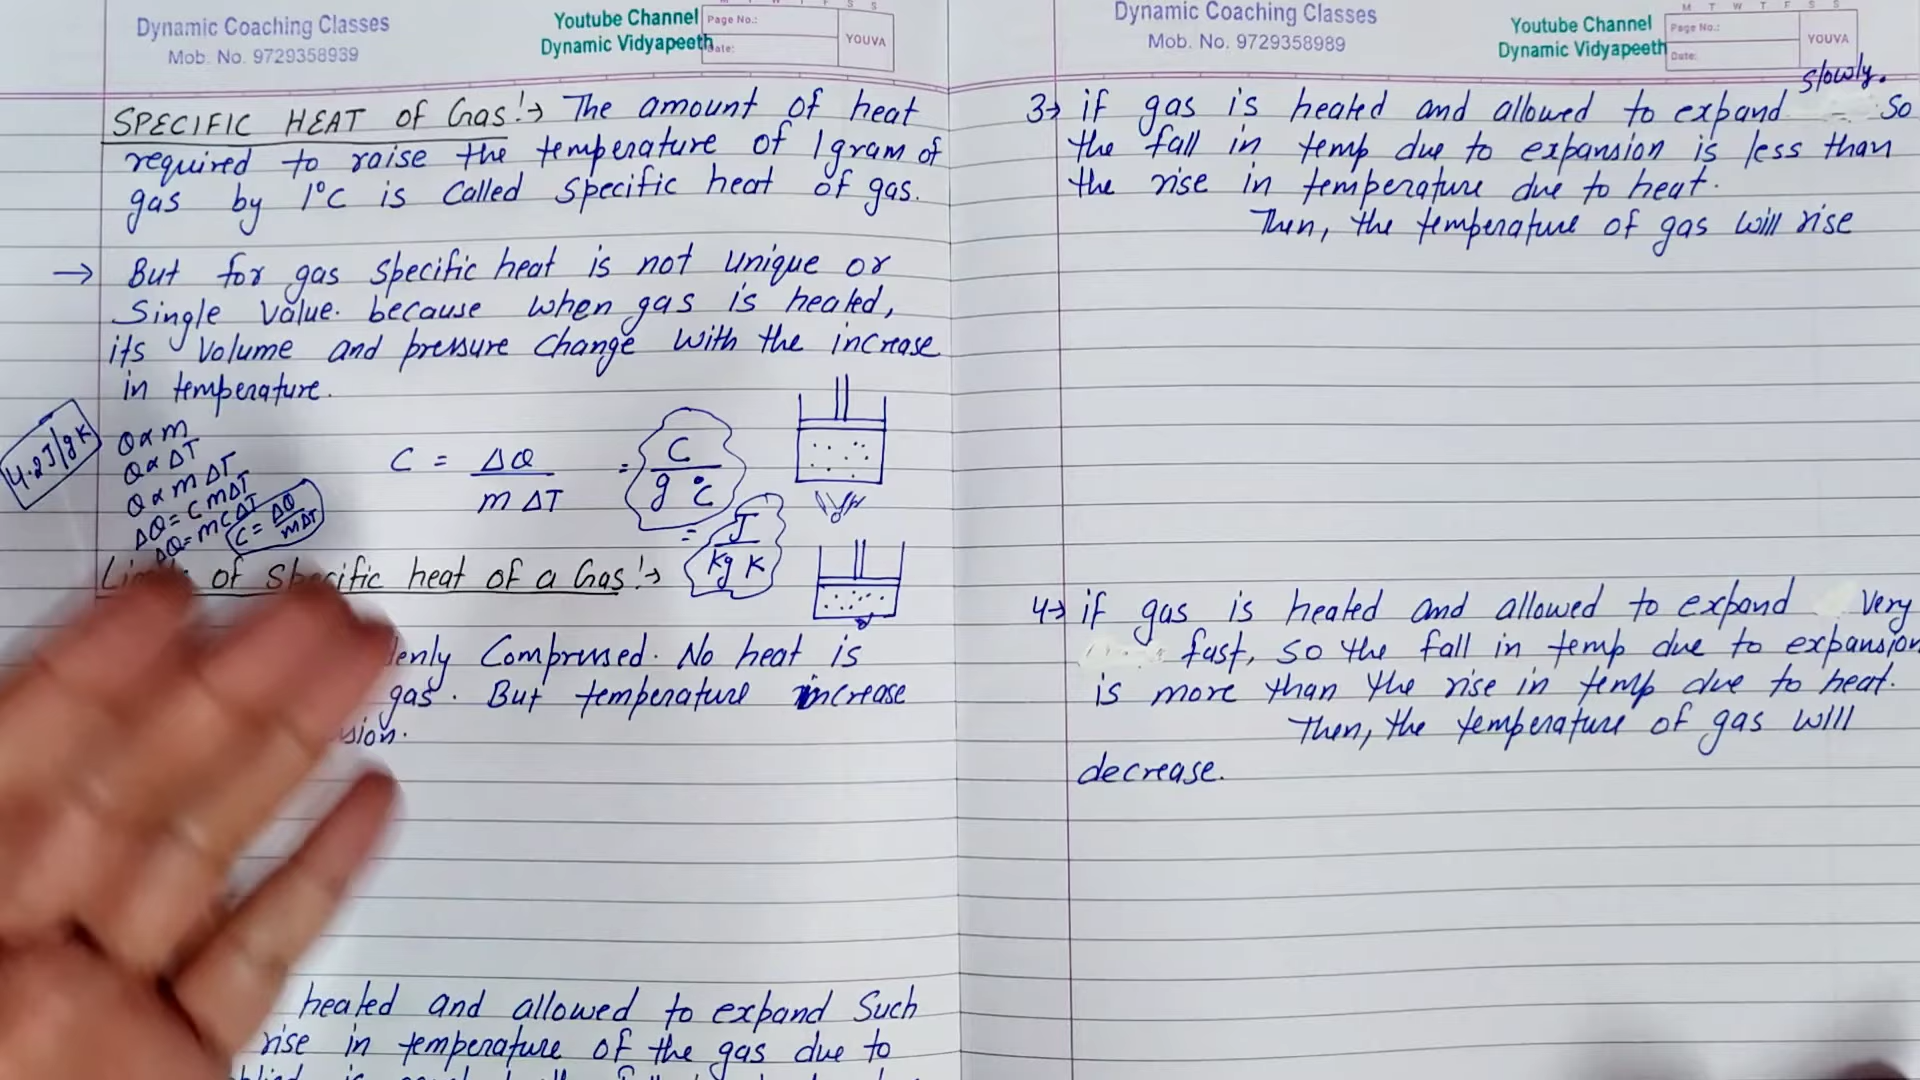 Dynamic Coaching Classes
Mob. No. 9729358939
Youtube Channel
Dynamic Vidyapeeth
Page No.:
Date:
YOUVA
SPECIFIC HEAT of Gas!→ The amount of heat
required to raise the temperature of 1gram of
gas by 1°C is called specific heat of gas.
→ But for gas specific heat is not unique or
Single value. because when gas is heated,
its volume and pressure change with the increase
in temperature.
4.2J/gK
Q∝m
Q∝ΔT
Q∝mΔT
ΔQ=CmΔT
ΔQ=mCΔT
C=ΔQ/mΔT
C = ΔQ/mΔT = C/g°C
= J/kg K
of Specific heat of a Gas!→
denly Compressed. No heat is
gas. But temperature increase
sion.
heated and allowed to expand Such
rise in temperature of the gas due to
Dynamic Coaching Classes
Mob. No. 9729358989
Youtube Channel
Dynamic Vidyapeeth
M T W T F S S
Page No.:
Date:
YOUVA
slowly.
3→ if gas is heated and allowed to expand So
the fall in temp due to expansion is less than
the rise in temperature due to heat.
Then, the temperature of gas will rise
4→ if gas is heated and allowed to expand Very
fast, so the fall in temp due to expansion
is more than the rise in temp due to heat.
Then, the temperature of gas will
decrease.